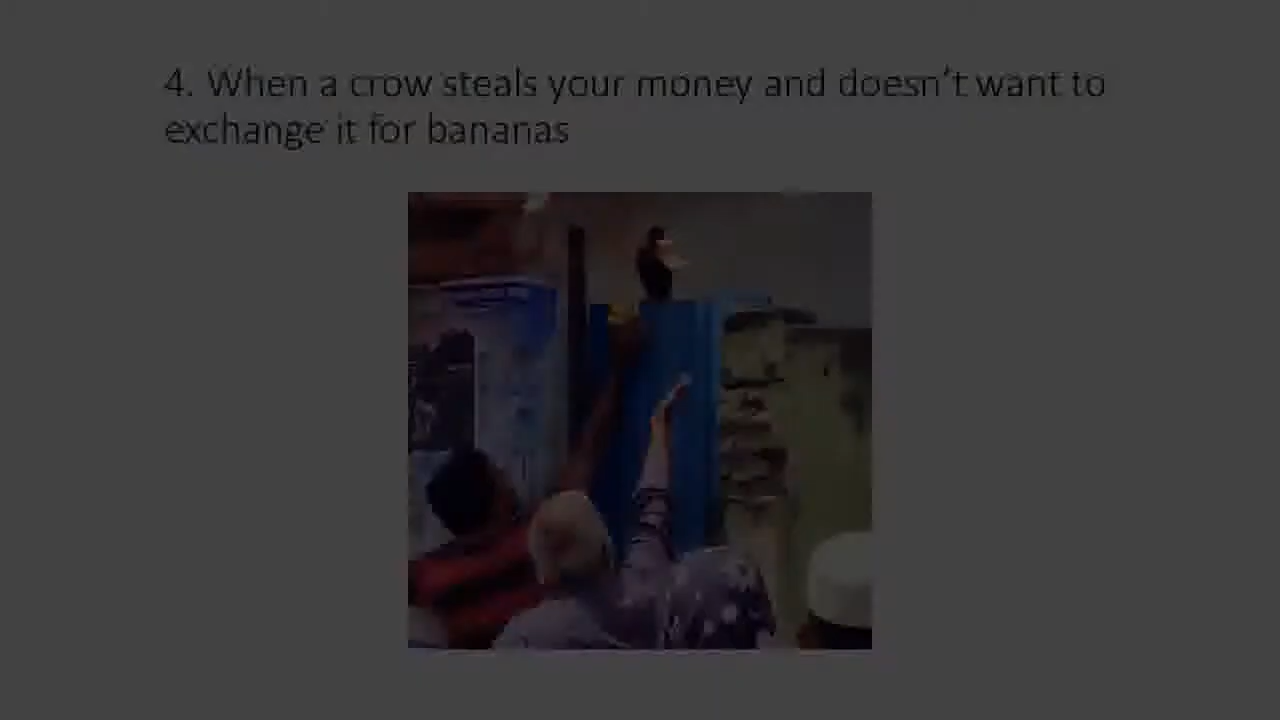 4. When a crow steals your money and doesn't want to
exchange it for bananas